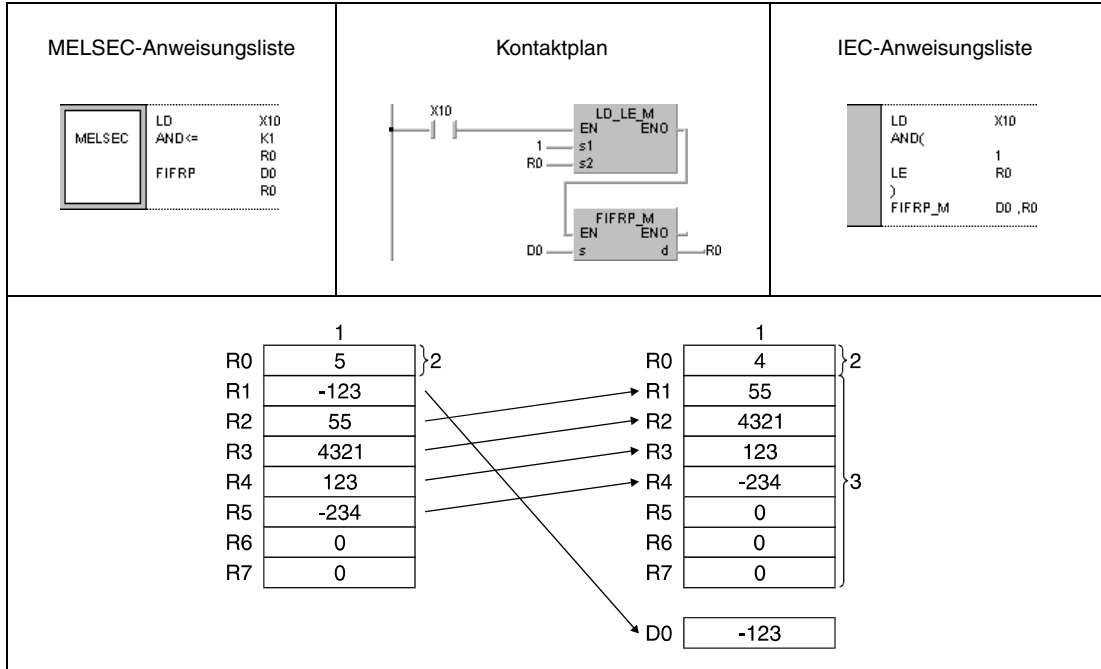 MELSEC-Anweisungsliste
MELSEC
LD X10
AND<= K1
R0
FIFRP D0
R0
Kontaktplan
X10
LD_LE_M
EN ENO
1 s1
R0 s2
FIFRP_M
EN ENO
D0 s d R0
IEC-Anweisungsliste
LD X10
AND(
1
LE R0
)
FIFRP_M D0 ,R0
1 1
R0 5 2 R0 4 2
R1 -123 R1 55
R2 55 R2 4321
R3 4321 R3 123
R4 123 R4 -234 3
R5 -234 R5 0
R6 0 R6 0
R7 0 R7 0
D0 -123